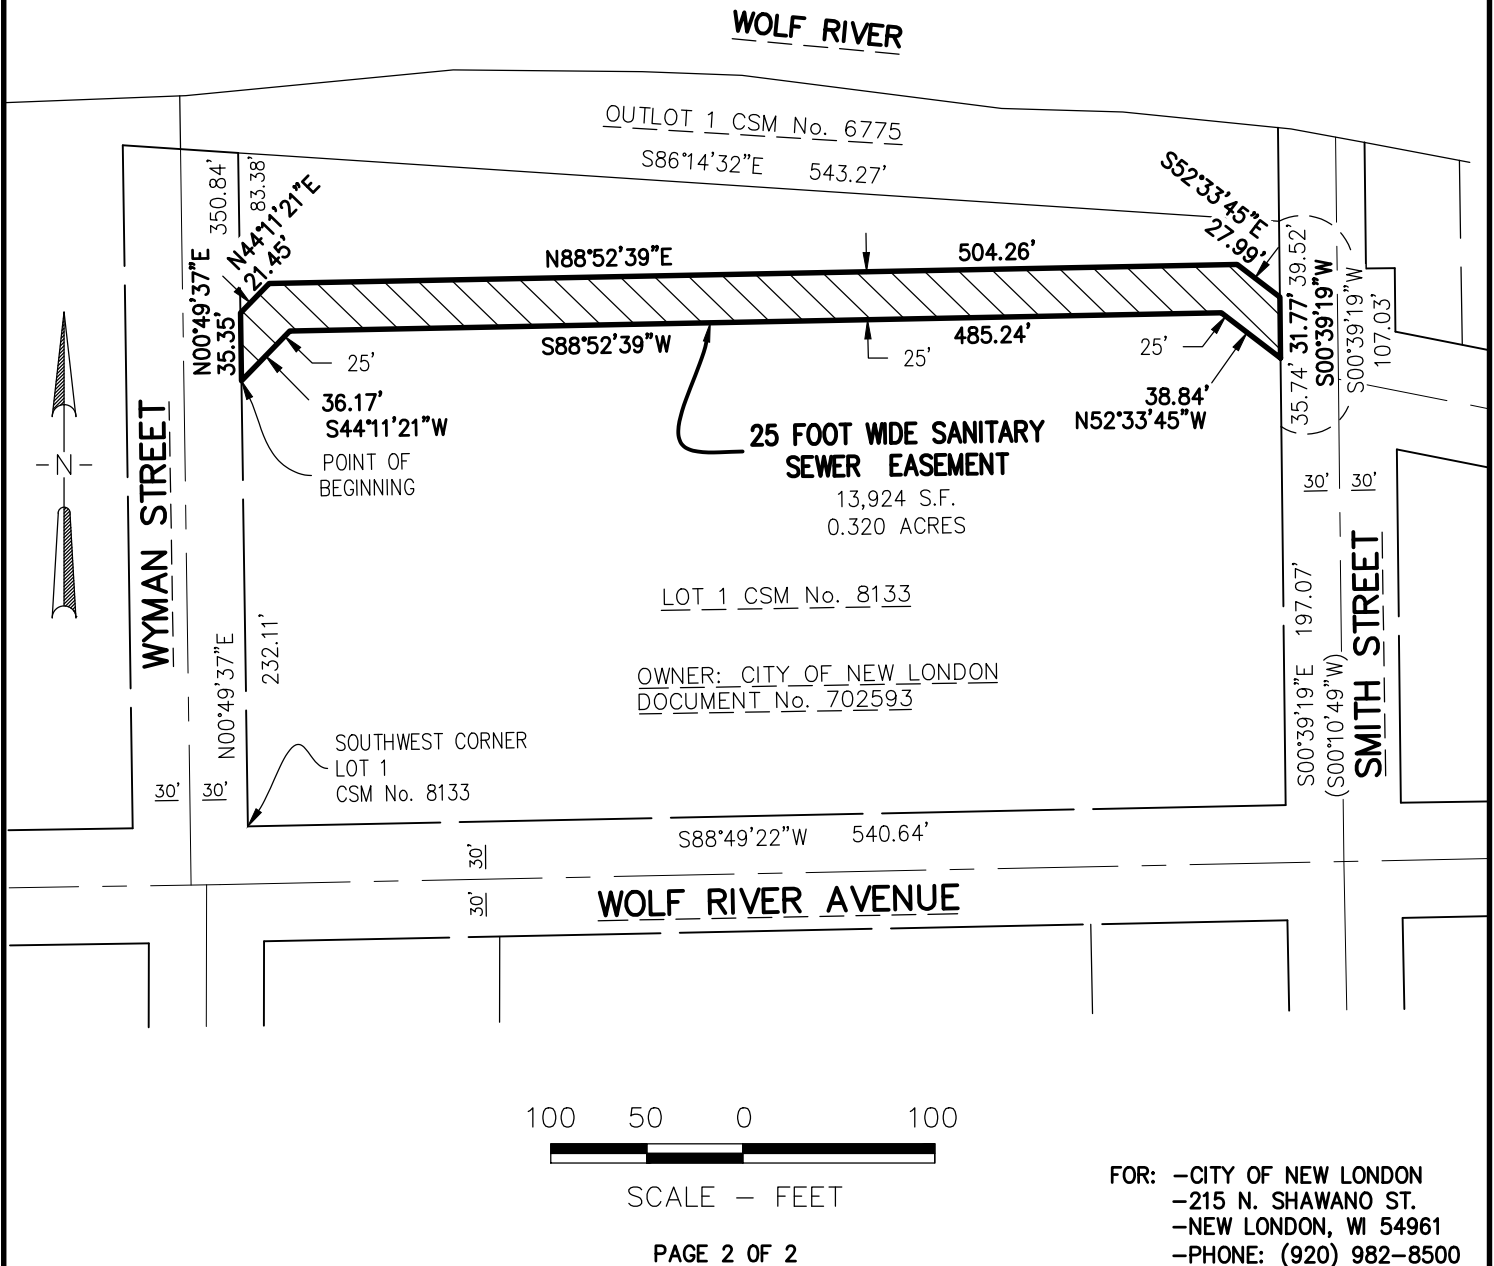 WOLF RIVER
OUTLOT 1 CSM No. 6775
S86°14'32"E 543.27'
350.84'
83.38'
N44°11'21"E
21.45'
N00°49'37"E
35.35'
N88°52'39"E 504.26'
S52°33'45"E
27.99'
39.52'
31.77'
S00°39'19"W
35.74'
S00°39'19"W
107.03'
S88°52'39"W 485.24'
25'
25'
25'
36.17'
S44°11'21"W
38.84'
N52°33'45"W
POINT OF
BEGINNING
25 FOOT WIDE SANITARY
SEWER EASEMENT
13,924 S.F.
0.320 ACRES
-N-
WYMAN STREET
30' 30'
LOT 1 CSM No. 8133
OWNER: CITY OF NEW LONDON
DOCUMENT No. 702593
N00°49'37"E
232.11'
S00°39'19"E 197.07'
(S00°10'49"W)
SMITH STREET
SOUTHWEST CORNER
LOT 1
CSM No. 8133
30' 30'
S88°49'22"W 540.64'
30'
30'
WOLF RIVER AVENUE
100 50 0 100
SCALE – FEET
PAGE 2 OF 2
FOR: –CITY OF NEW LONDON
–215 N. SHAWANO ST.
–NEW LONDON, WI 54961
–PHONE: (920) 982–8500